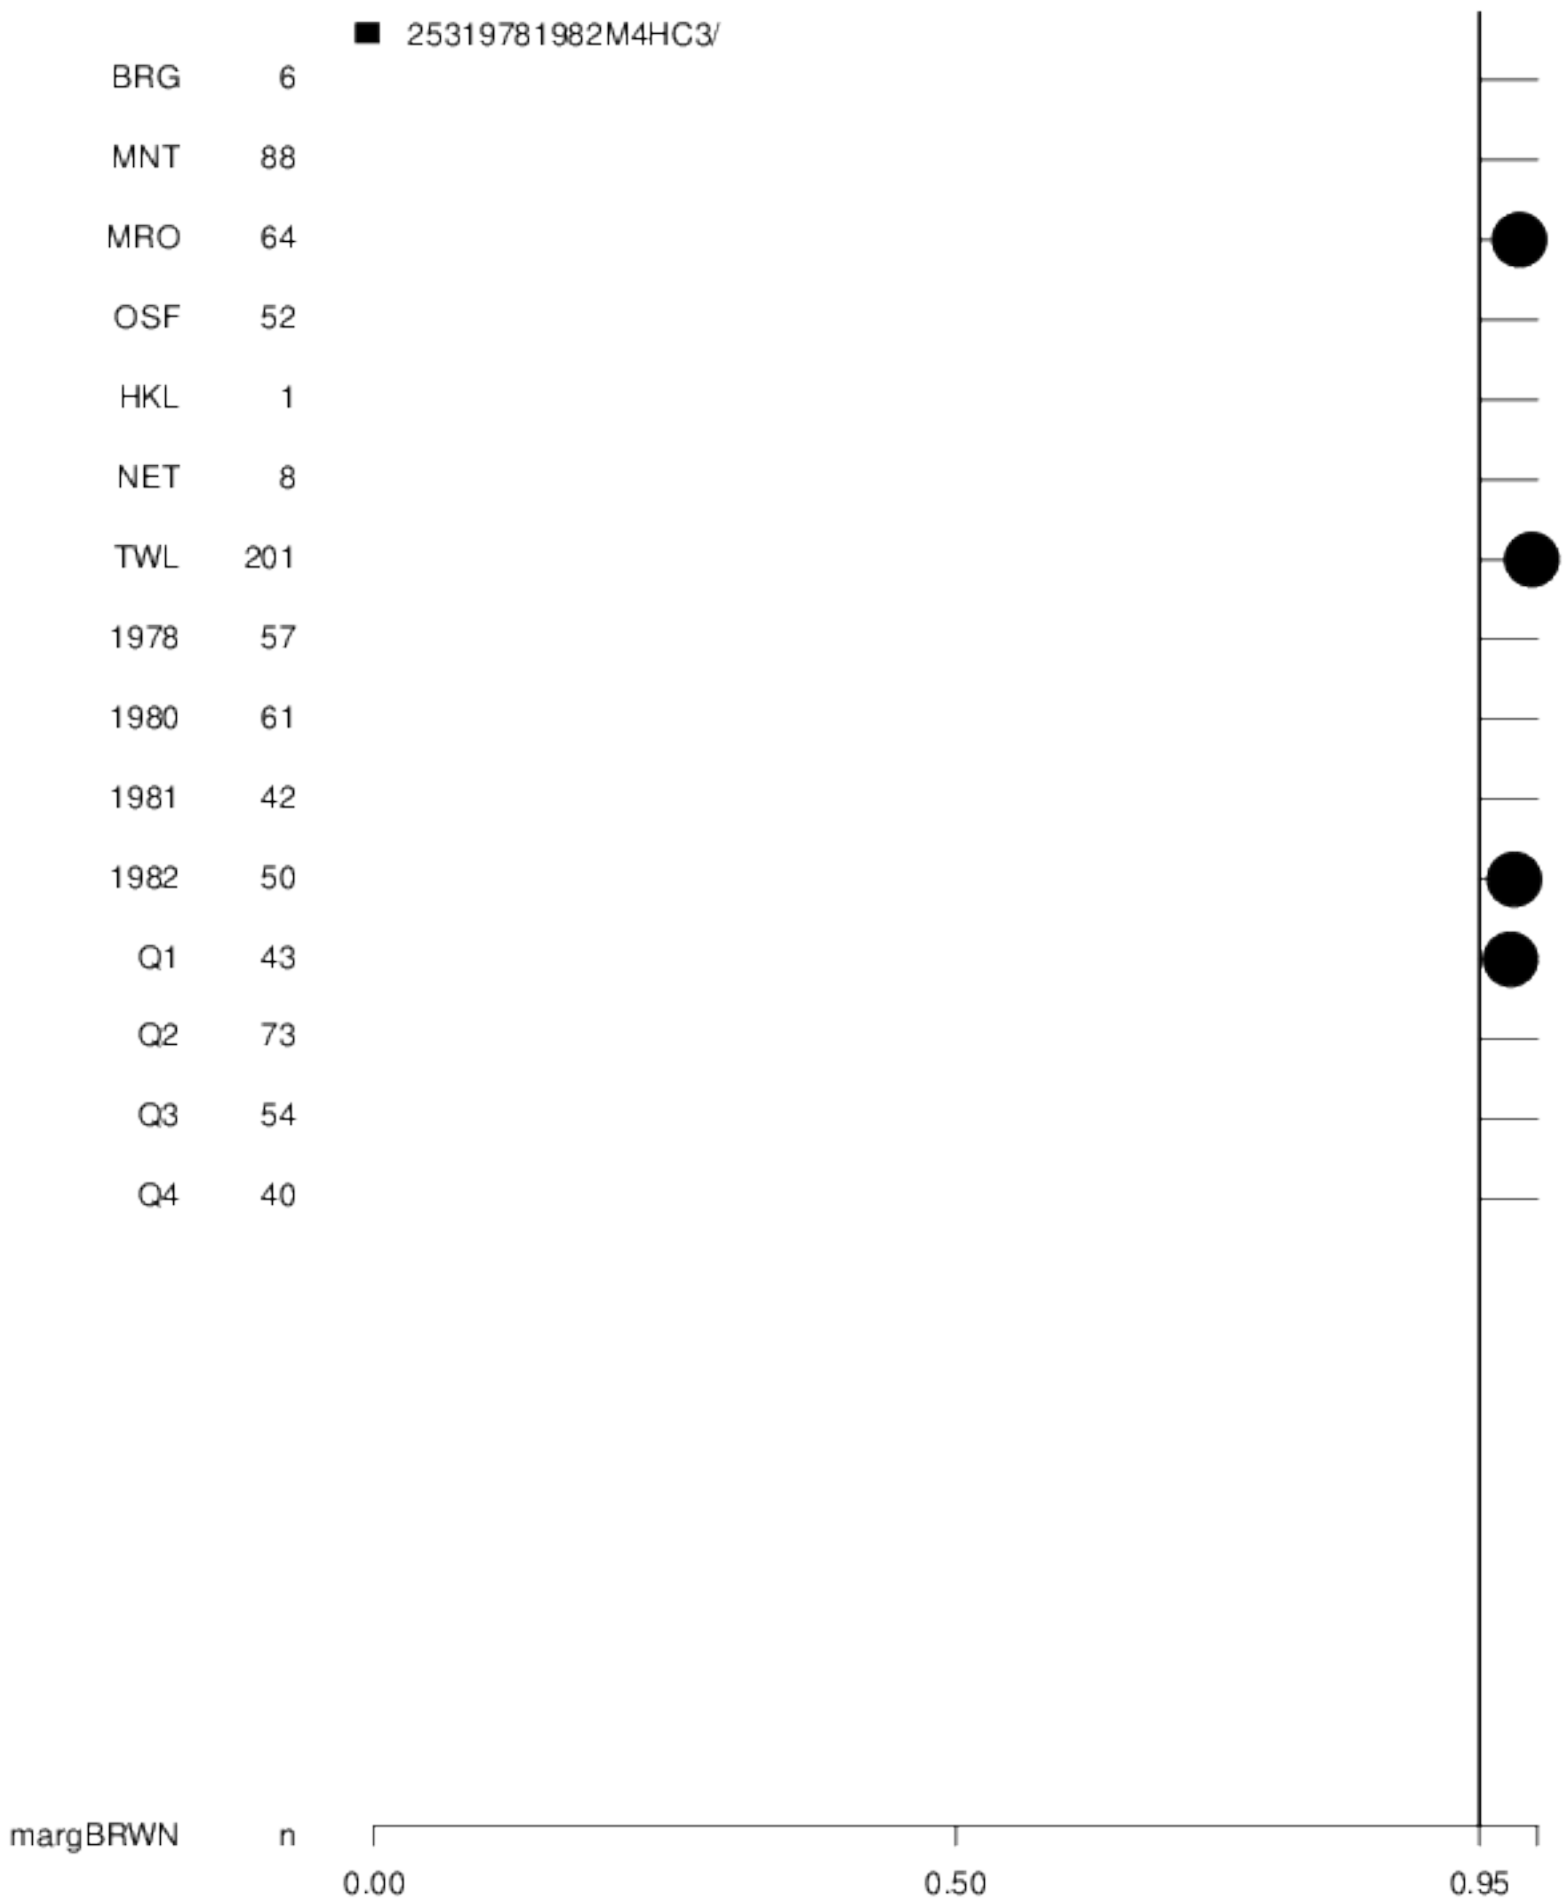 25319781982M4HC3/
BRG 6
MNT 88
MRO 64
OSF 52
HKL 1
NET 8
TWL 201
1978 57
1980 61
1981 42
1982 50
Q1 43
Q2 73
Q3 54
Q4 40
margBRWN n
0.00 0.50 0.95